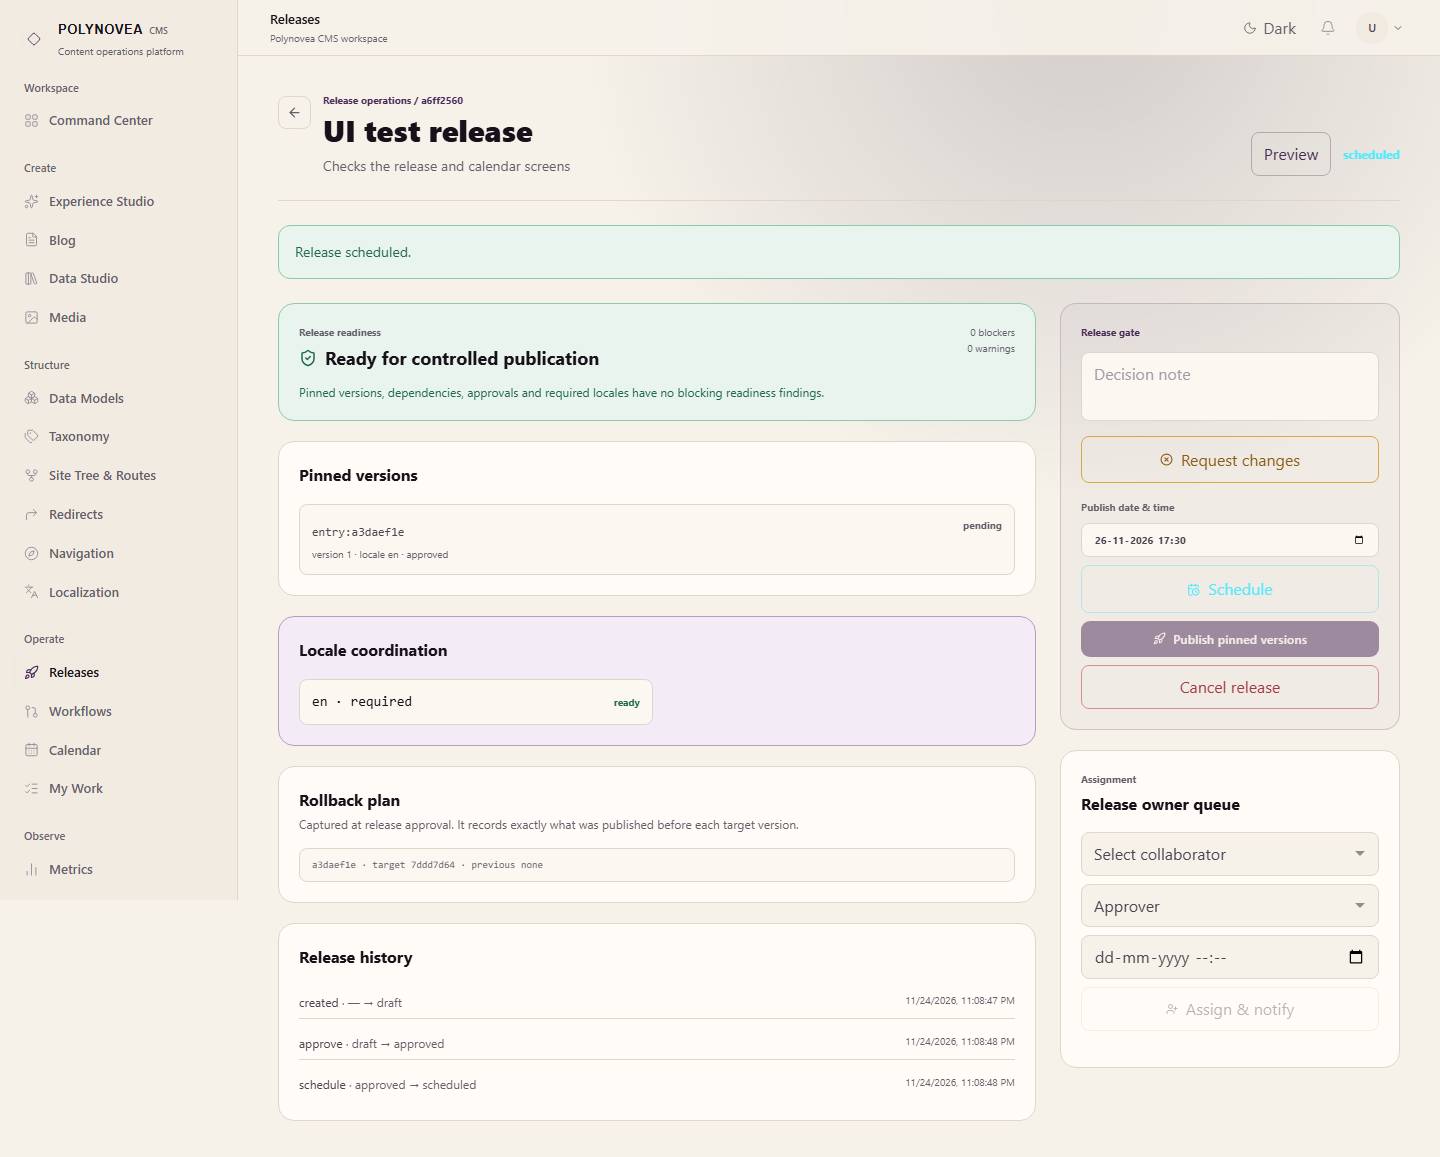 POLYNOVEA CMS
Content operations platform
Workspace
Command Center
Create
Experience Studio
Blog
Data Studio
Media
Structure
Data Models
Taxonomy
Site Tree & Routes
Redirects
Navigation
Localization
Operate
Releases
Workflows
Calendar
My Work
Observe
Metrics
Releases
Polynovea CMS workspace
Dark
U
Release operations / a6ff2560
UI test release
Checks the release and calendar screens
Preview
scheduled
Release scheduled.
Release readiness
Ready for controlled publication
0 blockers
0 warnings
Pinned versions, dependencies, approvals and required locales have no blocking readiness findings.
Pinned versions
entry:a3daef1e
version 1 · locale en · approved
pending
Locale coordination
en · required
ready
Rollback plan
Captured at release approval. It records exactly what was published before each target version.
a3daef1e · target 7ddd7d64 · previous none
Release history
created · — → draft
11/24/2026, 11:08:47 PM
approve · draft → approved
11/24/2026, 11:08:48 PM
schedule · approved → scheduled
11/24/2026, 11:08:48 PM
Release gate
Decision note
Request changes
Publish date & time
26-11-2026 17:30
Schedule
Publish pinned versions
Cancel release
Assignment
Release owner queue
Select collaborator
Approver
dd-mm-yyyy --:--
Assign & notify